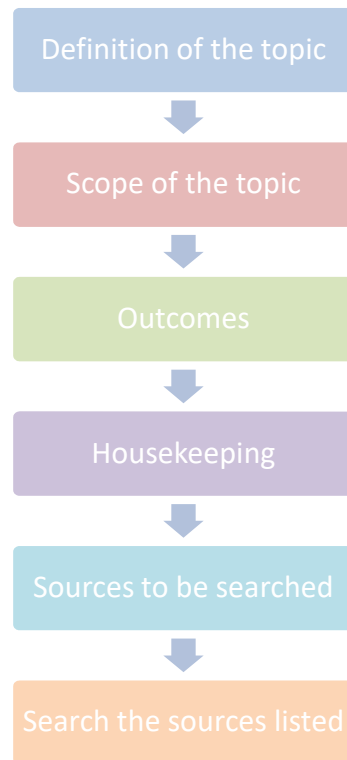 Definition of the topic
Scope of the topic
Outcomes
Housekeeping
Sources to be searched
Search the sources listed